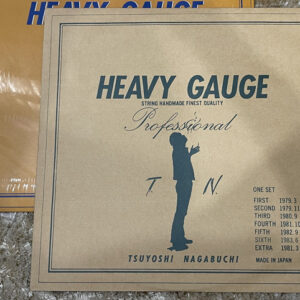 HEAVY GAUGE
HEAVY GAUGE
STRING HANDMADE FINEST QUALITY
Professional
T. N.
ONE SET
FIRST 1979.3
SECOND 1979.11
THIRD 1980.9
FOURTH 1981.10
FIFTH 1982.9
SIXTH 1983.6
EXTRA 1981.3
TSUYOSHI NAGABUCHI
MADE IN JAPAN